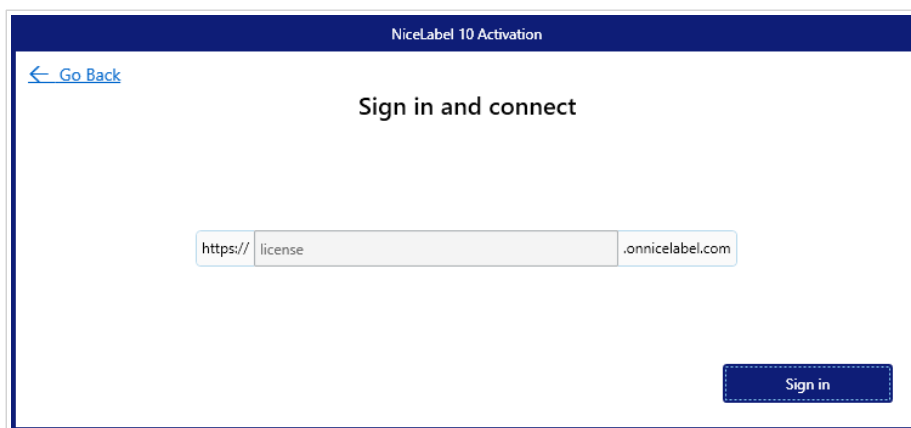 NiceLabel 10 Activation
← Go Back
Sign in and connect
https:// license .onnicelabel.com
Sign in